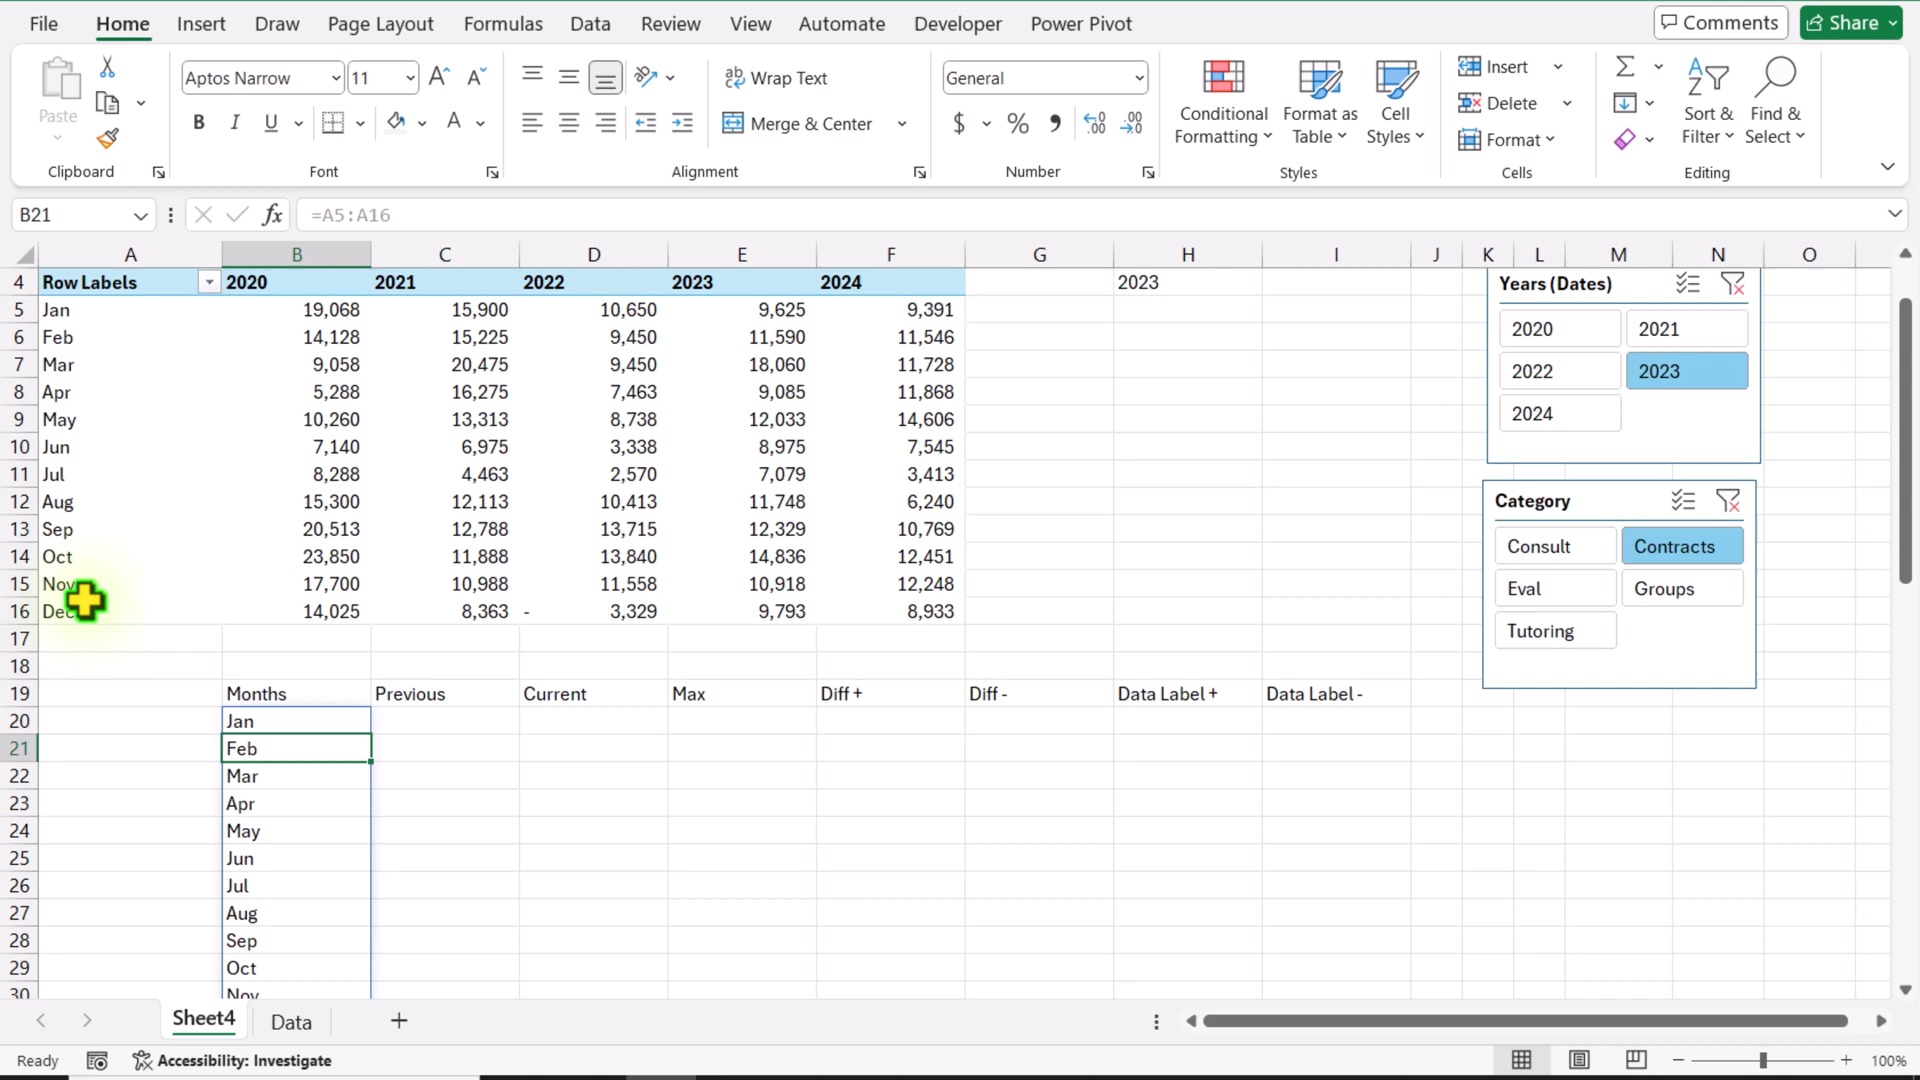 File Home Insert Draw Page Layout Formulas Data Review View Automate Developer Power Pivot Comments Share
Paste
Clipboard
Aptos Narrow 11
B I U A
Font
Wrap Text
Merge & Center
Alignment
General
$ % 9
Number
Conditional Formatting
Format as Table
Cell Styles
Styles
Insert
Delete
Format
Cells
Sort & Filter
Find & Select
Editing
B21 fx =A5:A16
A B C D E F G H I J K L M N O
4 Row Labels 2020 2021 2022 2023 2024 2023
5 Jan 19,068 15,900 10,650 9,625 9,391
6 Feb 14,128 15,225 9,450 11,590 11,546
7 Mar 9,058 20,475 9,450 18,060 11,728
8 Apr 5,288 16,275 7,463 9,085 11,868
9 May 10,260 13,313 8,738 12,033 14,606
10 Jun 7,140 6,975 3,338 8,975 7,545
11 Jul 8,288 4,463 2,570 7,079 3,413
12 Aug 15,300 12,113 10,413 11,748 6,240
13 Sep 20,513 12,788 13,715 12,329 10,769
14 Oct 23,850 11,888 13,840 14,836 12,451
15 Nov 17,700 10,988 11,558 10,918 12,248
16 Dec 14,025 8,363 - 3,329 9,793 8,933
17
18
19 Months Previous Current Max Diff + Diff - Data Label + Data Label -
20 Jan
21 Feb
22 Mar
23 Apr
24 May
25 Jun
26 Jul
27 Aug
28 Sep
29 Oct
30 Nov
Years (Dates)
2020 2021
2022 2023
2024
Category
Consult Contracts
Eval Groups
Tutoring
Sheet4 Data +
Ready Accessibility: Investigate 100%